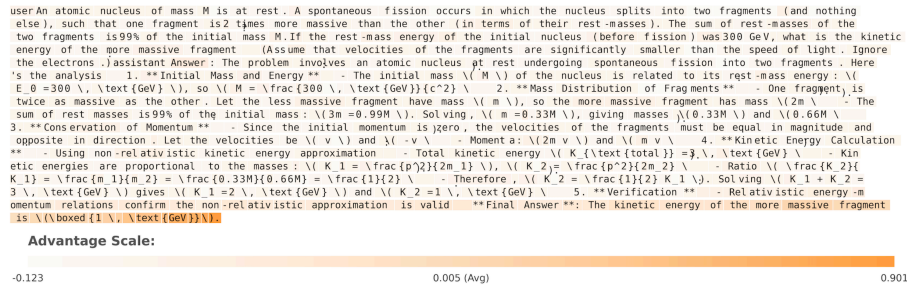 user An atomic nucleus of mass M is at rest. A spontaneous fission occurs in which the nucleus splits into two fragments (and nothing
else), such that one fragment is 2 times more massive than the other (in terms of their rest-masses). The sum of rest-masses of the
two fragments is 99% of the initial mass M.If the rest-mass energy of the initial nucleus (before fission) was 300 GeV, what is the kinetic
energy of the more massive fragment (Assume that velocities of the fragments are significantly smaller than the speed of light. Ignore
the electrons.)assistant Answer: The problem involves an atomic nucleus at rest undergoing spontaneous fission into two fragments. Here
's the analysis 1. **Initial Mass and Energy** - The initial mass \( M \) of the nucleus is related to its rest-mass energy: \(
E_0 =300 \, \text{GeV} \), so \( M = \frac{300 \, \text{GeV}}{c^2} \ 2. **Mass Distribution of Fragments** - One fragment is
twice as massive as the other. Let the less massive fragment have mass \( m \), so the more massive fragment has mass \(2m \ - The
sum of rest masses is 99% of the initial mass: \(3m =0.99M \). Solving, \( m =0.33M \), giving masses \(0.33M \) and \(0.66M \
3. **Conservation of Momentum** - Since the initial momentum is zero, the velocities of the fragments must be equal in magnitude and
opposite in direction. Let the velocities be \( v \) and \( -v \ - Momenta: \(2m v \) and \( m v \ 4. **Kinetic Energy Calculation
** - Using non-relativistic kinetic energy approximation - Total kinetic energy \( K_{\text{total}} =3 \, \text{GeV} \ - Kin
etic energies are proportional to the masses: \( K_1 = \frac{p^2}{2m_1} \), \( K_2 = \frac{p^2}{2m_2} \ - Ratio \( \frac{K_2}{
K_1} = \frac{m_1}{m_2} = \frac{0.33M}{0.66M} = \frac{1}{2} \ - Therefore, \( K_2 = \frac{1}{2} K_1 \). Solving \( K_1 + K_2 =
3 \, \text{GeV} \) gives \( K_1 =2 \, \text{GeV} \) and \( K_2 =1 \, \text{GeV} \ 5. **Verification ** - Relativistic energy-m
omentum relations confirm the non-relativistic approximation is valid **Final Answer**: The kinetic energy of the more massive fragment
is \(\boxed{1 \, \text{GeV}}\).
Advantage Scale:
-0.123 0.005 (Avg) 0.901